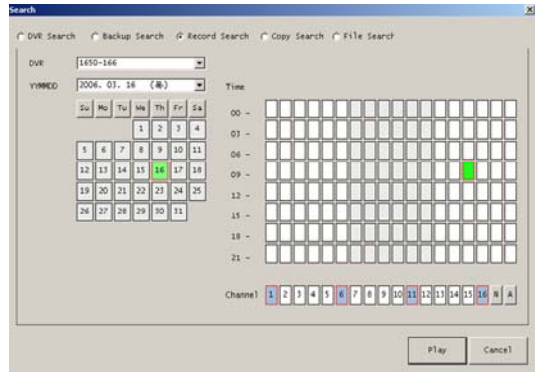 Search
DVR Search Backup Search Record Search Copy Search File Search
DVR 1650-166
YYMMDD 2006. 03. 16 (목)
Time
Su Mo Tu We Th Fr Sa
1 2 3 4
5 6 7 8 9 10 11
12 13 14 15 16 17 18
19 20 21 22 23 24 25
26 27 28 29 30 31
00 -
03 -
06 -
09 -
12 -
15 -
18 -
21 -
Channel 1 2 3 4 5 6 7 8 9 10 11 12 13 14 15 16 N A
Play Cancel